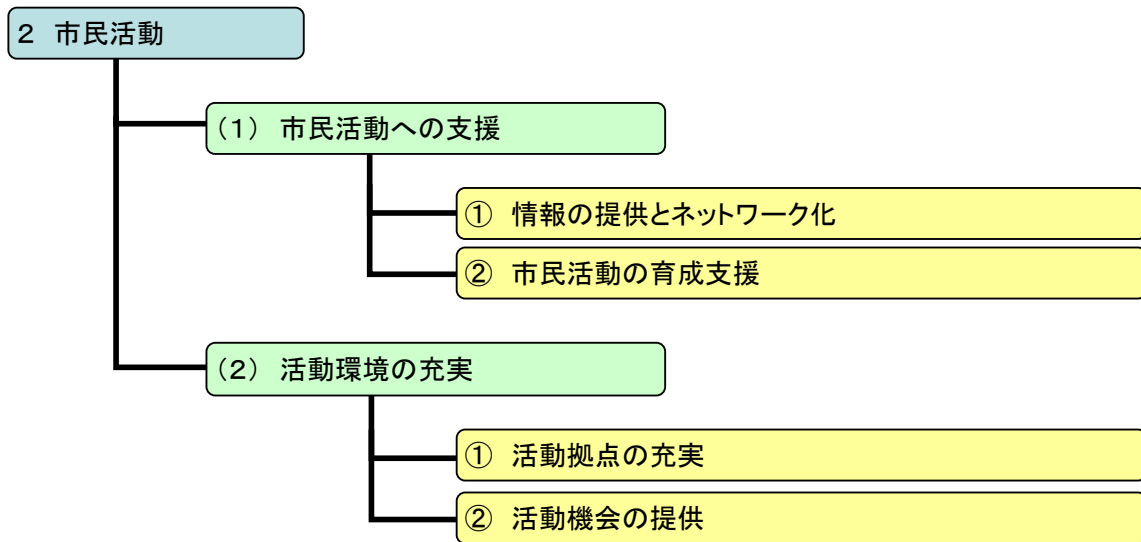 ２　市民活動
（１）　市民活動への支援
①　情報の提供とネットワーク化
②　市民活動の育成支援
（２）　活動環境の充実
①　活動拠点の充実
②　活動機会の提供